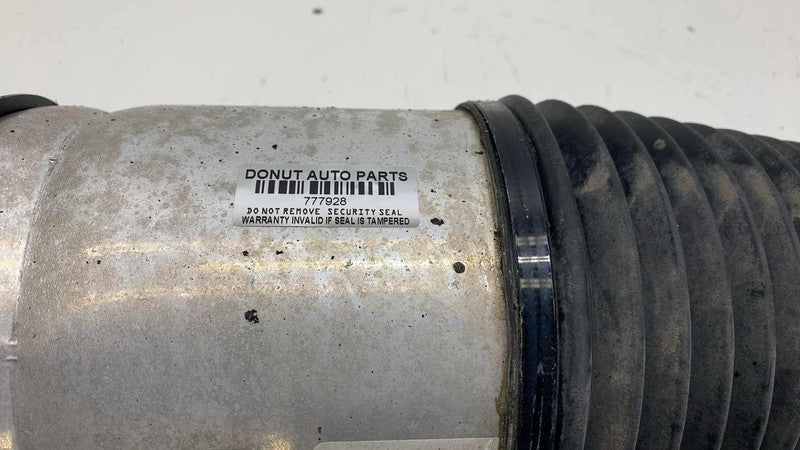 DONUT AUTO PARTS
777928
DO NOT REMOVE SECURITY SEAL
WARRANTY INVALID IF SEAL IS TAMPERED